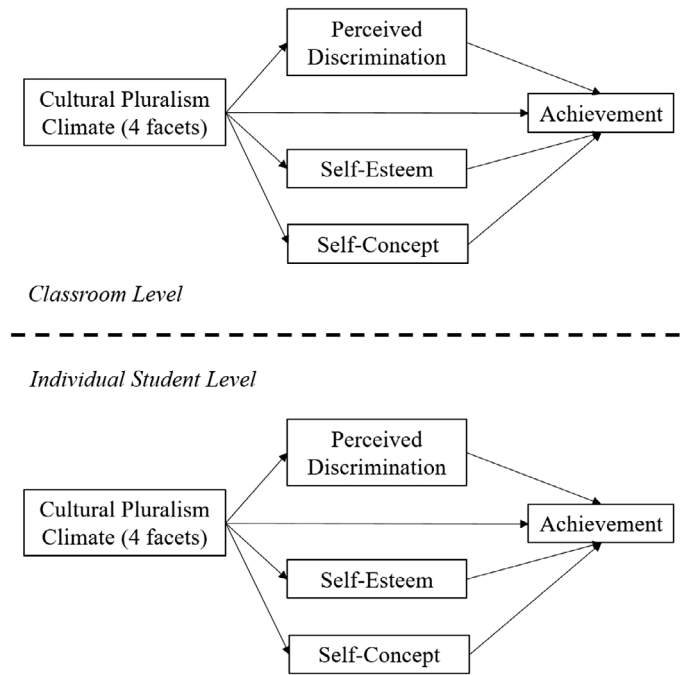 Perceived
Discrimination
Cultural Pluralism
Climate (4 facets)
Achievement
Self-Esteem
Self-Concept
Classroom Level
Individual Student Level
Perceived
Discrimination
Cultural Pluralism
Climate (4 facets)
Achievement
Self-Esteem
Self-Concept